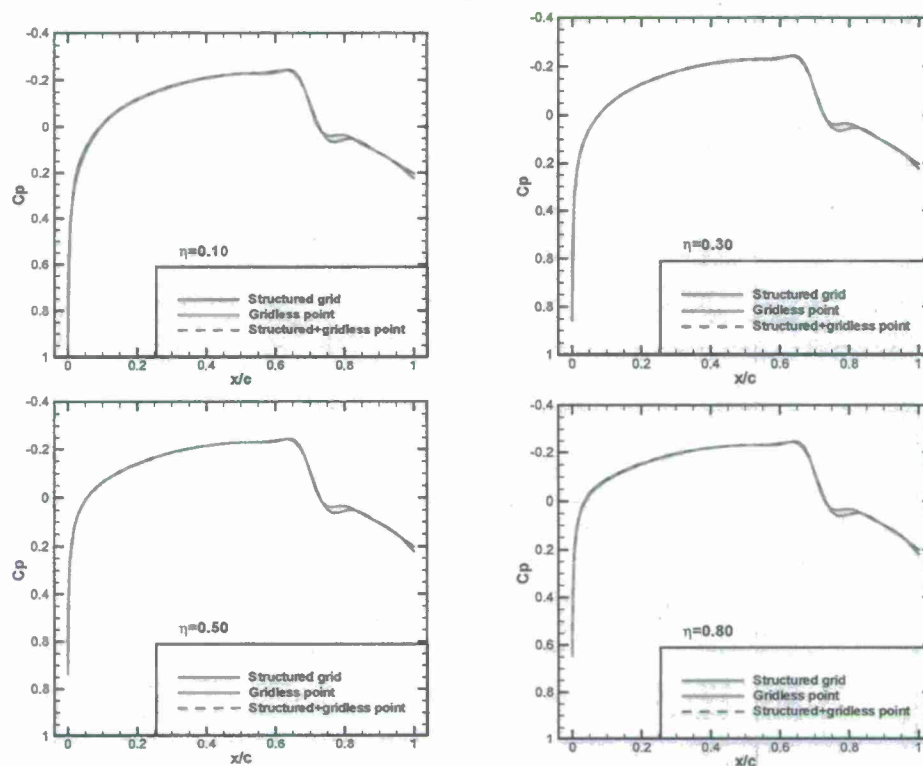 -0.4
-0.2
0
0.2
0.4
0.6
0.8
1
Cp
η=0.10
Structured grid
Gridless point
Structured+gridless point
0 0.2 0.4 0.6 0.8 1
x/c
-0.4
-0.2
0
0.2
0.4
0.6
0.8
1
Cp
η=0.30
Structured grid
Gridless point
Structured+gridless point
0 0.2 0.4 0.6 0.8 1
x/c
-0.4
-0.2
0
0.2
0.4
0.6
0.8
1
Cp
η=0.50
Structured grid
Gridless point
Structured+gridless point
0 0.2 0.4 0.6 0.8 1
x/c
-0.4
-0.2
0
0.2
0.4
0.6
0.8
1
Cp
η=0.80
Structured grid
Gridless point
Structured+gridless point
0 0.2 0.4 0.6 0.8 1
x/c